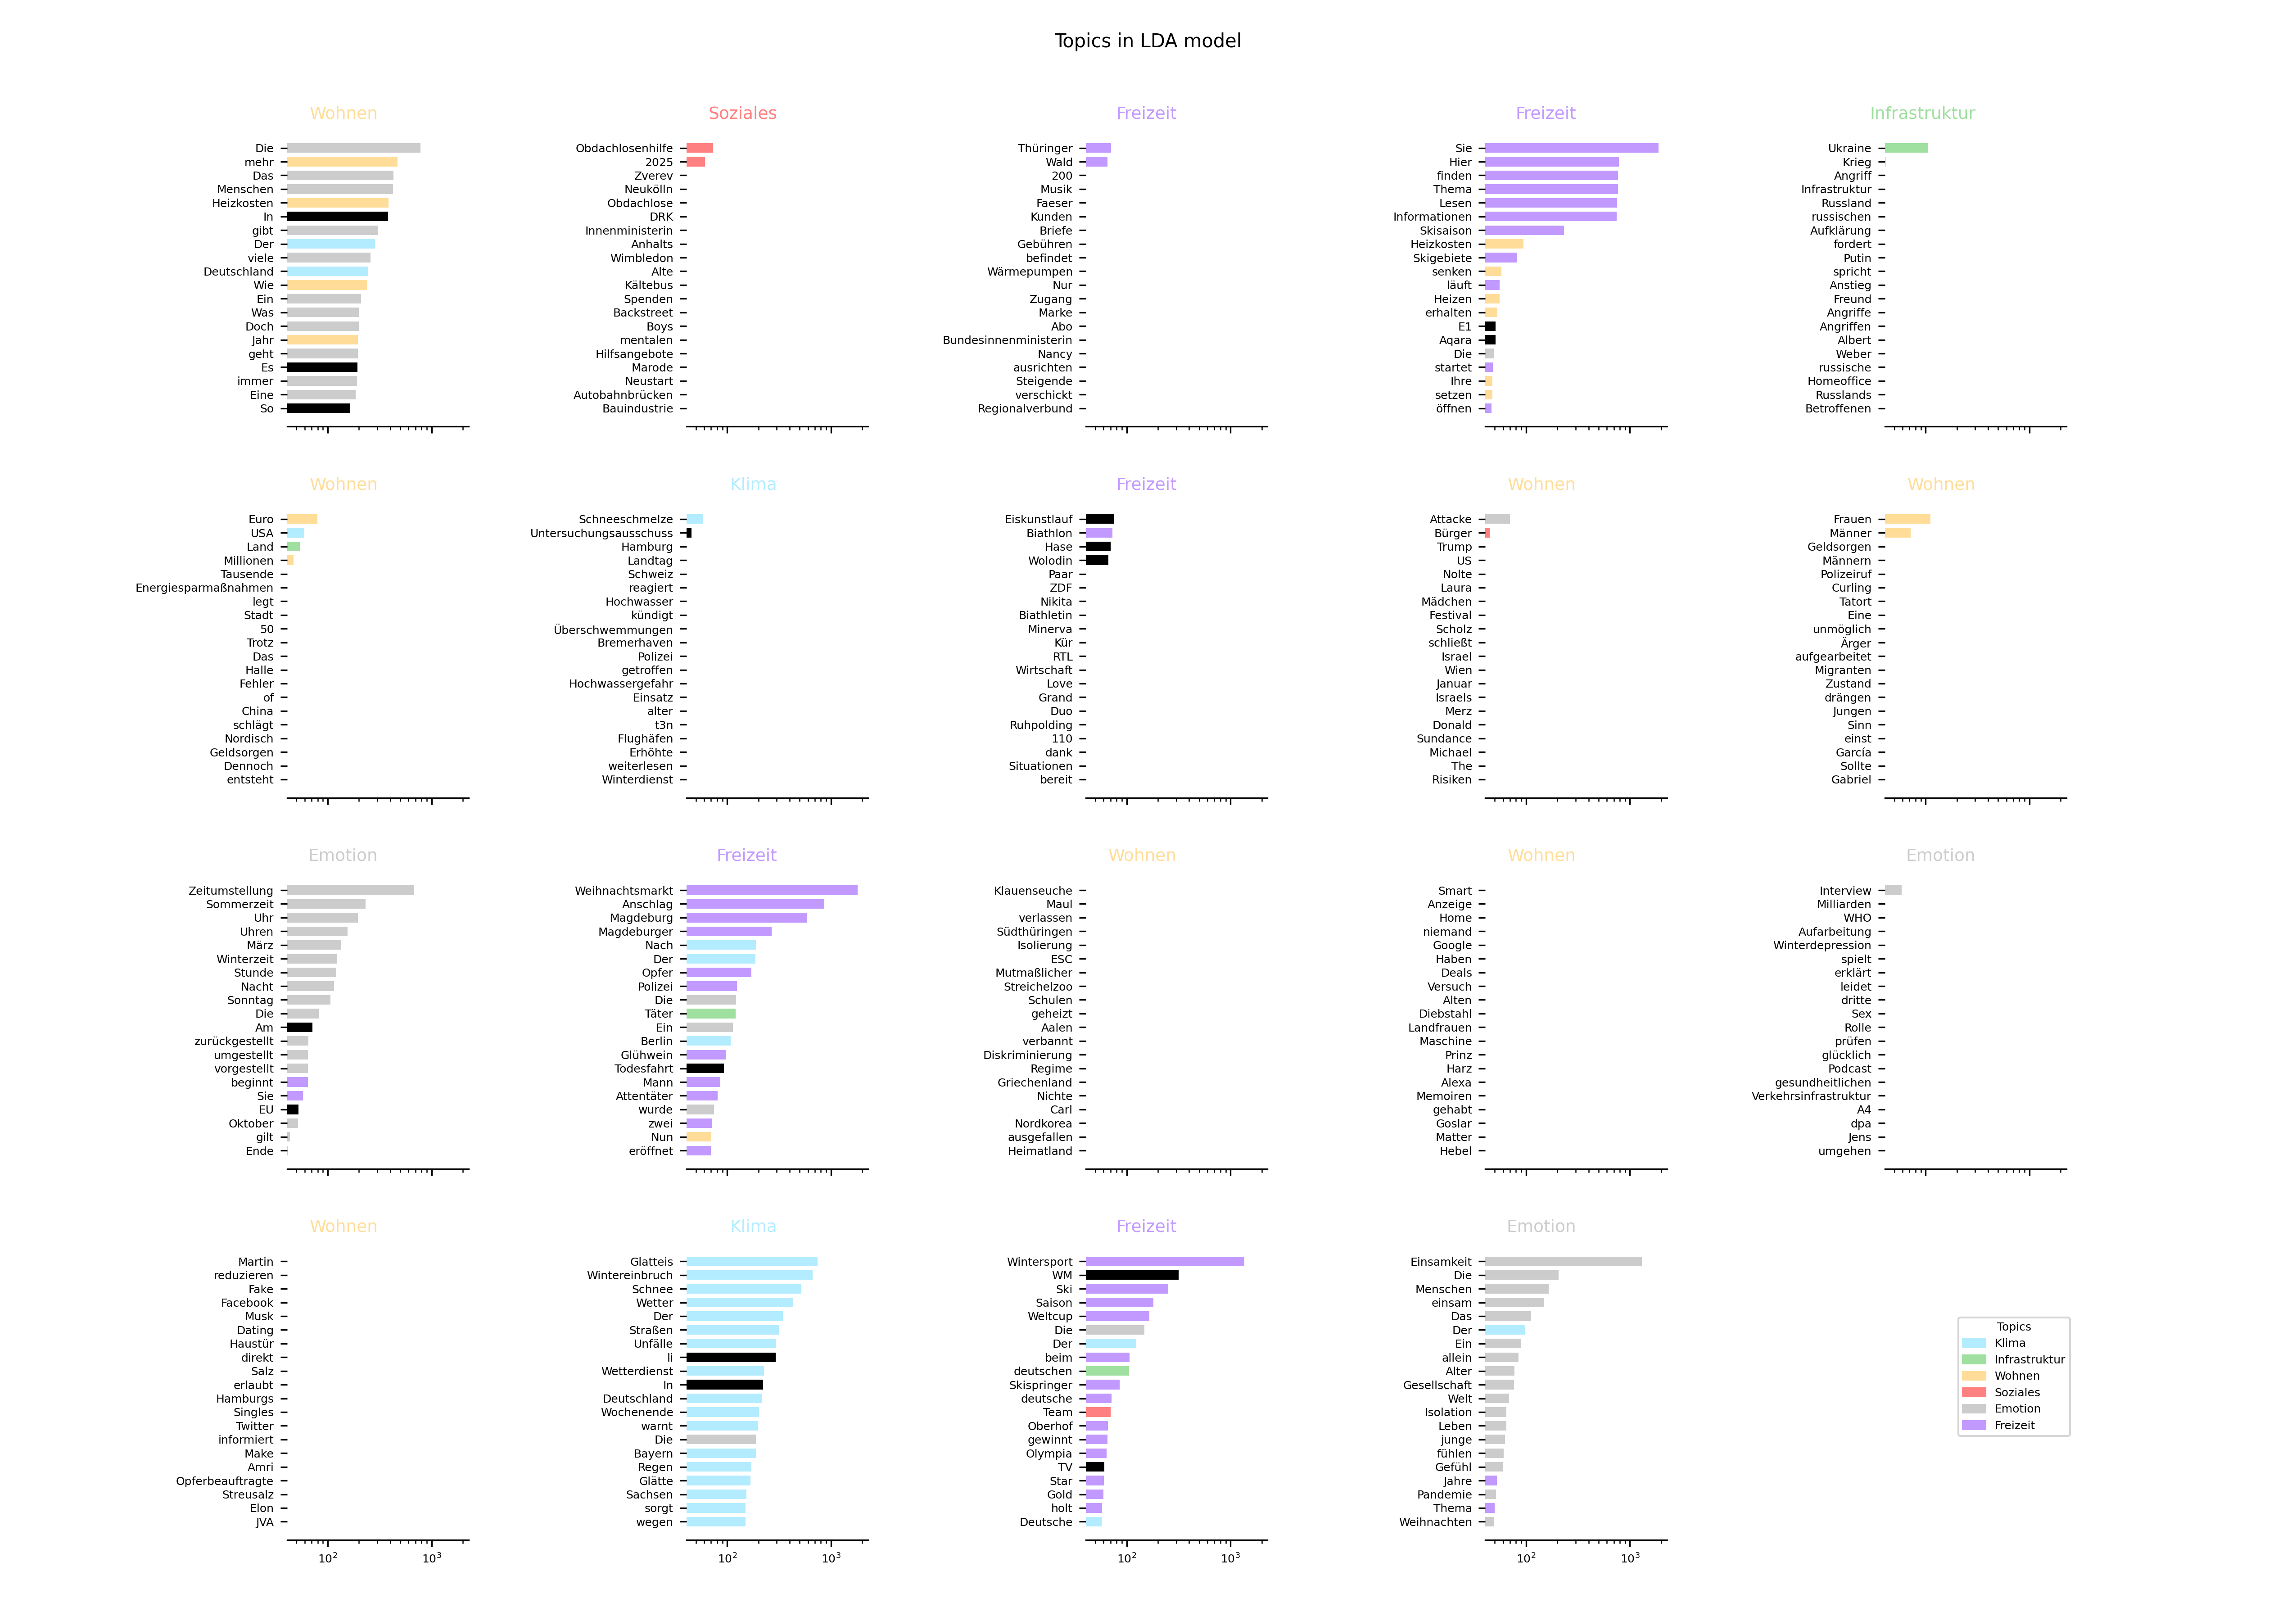 Topics in LDA model
Wohnen
Die
mehr
Das
Menschen
Heizkosten
In
gibt
Der
viele
Deutschland
Wie
Ein
Was
Doch
Jahr
geht
Es
immer
Eine
So
Soziales
Obdachlosenhilfe
2025
Zverev
Neukölln
Obdachlose
DRK
Innenministerin
Anhalts
Wimbledon
Alte
Kältebus
Spenden
Backstreet
Boys
mentalen
Hilfsangebote
Marode
Neustart
Autobahnbrücken
Bauindustrie
Freizeit
Thüringer
Wald
200
Musik
Faeser
Kunden
Briefe
Gebühren
befindet
Wärmepumpen
Nur
Zugang
Marke
Abo
Bundesinnenministerin
Nancy
ausrichten
Steigende
verschickt
Regionalverbund
Freizeit
Sie
Hier
finden
Thema
Lesen
Informationen
Skisaison
Heizkosten
Skigebiete
senken
läuft
Heizen
erhalten
E1
Aqara
Die
startet
Ihre
setzen
öffnen
Infrastruktur
Ukraine
Krieg
Angriff
Infrastruktur
Russland
russischen
Aufklärung
fordert
Putin
spricht
Anstieg
Freund
Angriffe
Angriffen
Albert
Weber
russische
Homeoffice
Russlands
Betroffenen
Wohnen
Euro
USA
Land
Millionen
Tausende
Energiesparmaßnahmen
legt
Stadt
50
Trotz
Das
Halle
Fehler
of
China
schlägt
Nordisch
Geldsorgen
Dennoch
entsteht
Klima
Schneeschmelze
Untersuchungsausschuss
Hamburg
Landtag
Schweiz
reagiert
Hochwasser
kündigt
Überschwemmungen
Bremerhaven
Polizei
getroffen
Hochwassergefahr
Einsatz
alter
t3n
Flughäfen
Erhöhte
weiterlesen
Winterdienst
Freizeit
Eiskunstlauf
Biathlon
Hase
Wolodin
Paar
ZDF
Nikita
Biathletin
Minerva
Kür
RTL
Wirtschaft
Love
Grand
Duo
Ruhpolding
110
dank
Situationen
bereit
Wohnen
Attacke
Bürger
Trump
US
Nolte
Laura
Mädchen
Festival
Scholz
schließt
Israel
Wien
Januar
Israels
Merz
Donald
Sundance
Michael
The
Risiken
Wohnen
Frauen
Männer
Geldsorgen
Männern
Polizeiruf
Curling
Tatort
Eine
unmöglich
Ärger
aufgearbeitet
Migranten
Zustand
drängen
Jungen
Sinn
einst
García
Sollte
Gabriel
Emotion
Zeitumstellung
Sommerzeit
Uhr
Uhren
März
Winterzeit
Stunde
Nacht
Sonntag
Die
Am
zurückgestellt
umgestellt
vorgestellt
beginnt
Sie
EU
Oktober
gilt
Ende
Freizeit
Weihnachtsmarkt
Anschlag
Magdeburg
Magdeburger
Nach
Der
Opfer
Polizei
Die
Täter
Ein
Berlin
Glühwein
Todesfahrt
Mann
Attentäter
wurde
zwei
Nun
eröffnet
Wohnen
Klauenseuche
Maul
verlassen
Südthüringen
Isolierung
ESC
Mutmaßlicher
Streichelzoo
Schulen
geheizt
Aalen
verbannt
Diskriminierung
Regime
Griechenland
Nichte
Carl
Nordkorea
ausgefallen
Heimatland
Wohnen
Smart
Anzeige
Home
niemand
Google
Haben
Deals
Versuch
Alten
Diebstahl
Landfrauen
Maschine
Prinz
Harz
Alexa
Memoiren
gehabt
Goslar
Matter
Hebel
Emotion
Interview
Milliarden
WHO
Aufarbeitung
Winterdepression
spielt
erklärt
leidet
dritte
Sex
Rolle
prüfen
glücklich
Podcast
gesundheitlichen
Verkehrsinfrastruktur
A4
dpa
Jens
umgehen
Wohnen
Martin
reduzieren
Fake
Facebook
Musk
Dating
Haustür
direkt
Salz
erlaubt
Hamburgs
Singles
Twitter
informiert
Make
Amri
Opferbeauftragte
Streusalz
Elon
JVA
10²
10³
Klima
Glatteis
Wintereinbruch
Schnee
Wetter
Der
Straßen
Unfälle
li
Wetterdienst
In
Deutschland
Wochenende
warnt
Die
Bayern
Regen
Glätte
Sachsen
sorgt
wegen
10²
10³
Freizeit
Wintersport
WM
Ski
Saison
Weltcup
Die
Der
beim
deutschen
Skispringer
deutsche
Team
Oberhof
gewinnt
Olympia
TV
Star
Gold
holt
Deutsche
10²
10³
Emotion
Einsamkeit
Die
Menschen
einsam
Das
Der
Ein
allein
Alter
Gesellschaft
Welt
Isolation
Leben
junge
fühlen
Gefühl
Jahre
Pandemie
Thema
Weihnachten
10²
10³
Topics
Klima
Infrastruktur
Wohnen
Soziales
Emotion
Freizeit